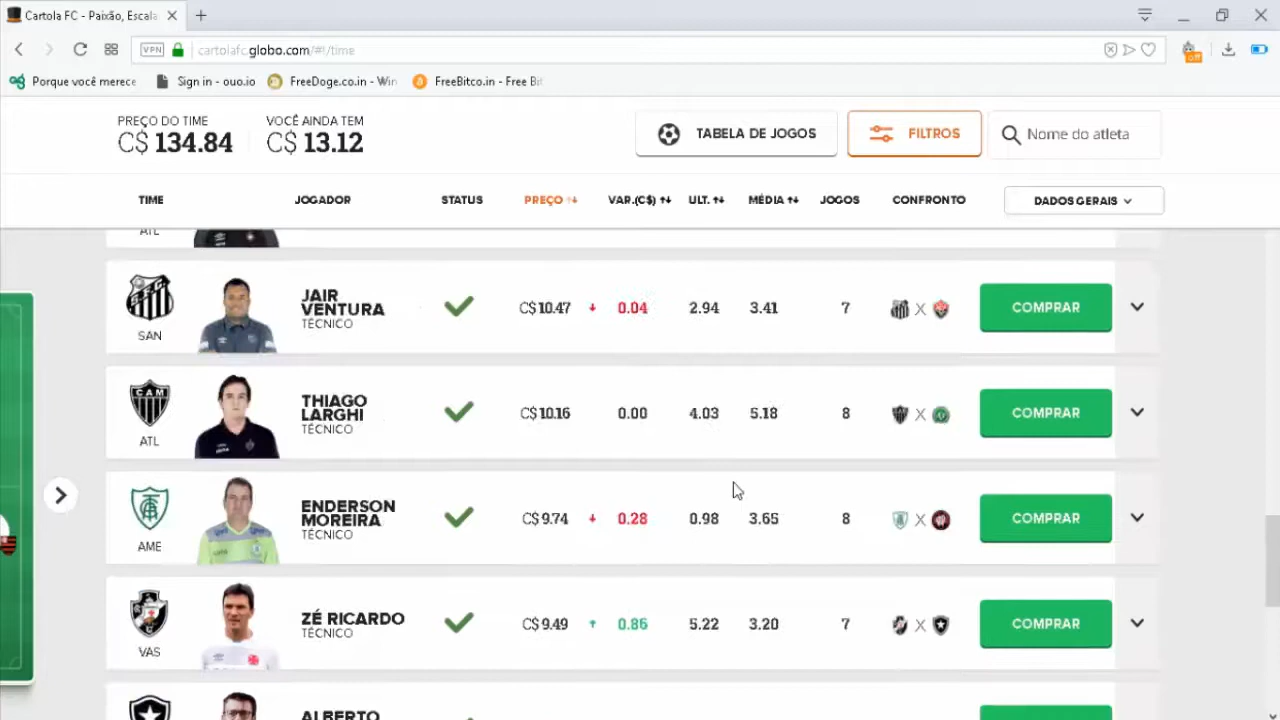 Cartola FC - Paixão, Escala
VPN cartolafc.globo.com/#!/time
off
Porque você merece Sign in - ouo.io FreeDoge.co.in - Win FreeBitco.in - Free Bit
PREÇO DO TIME VOCÊ AINDA TEM
C$ 134.84 C$ 13.12
TABELA DE JOGOS FILTROS Nome do atleta
TIME JOGADOR STATUS PREÇO VAR.(C$) ULT. MÉDIA JOGOS CONFRONTO DADOS GERAIS
ATL
JAIR
VENTURA
TÉCNICO
SAN
C$ 10.47 0.04 2.94 3.41 7 X COMPRAR
CAM
THIAGO
LARGHI
TÉCNICO
ATL
C$ 10.16 0.00 4.03 5.18 8 X COMPRAR
ENDERSON
MOREIRA
TÉCNICO
AME
C$ 9.74 0.28 0.98 3.65 8 X COMPRAR
ZÉ RICARDO
TÉCNICO
VAS
C$ 9.49 0.86 5.22 3.20 7 X COMPRAR
ALBERTO